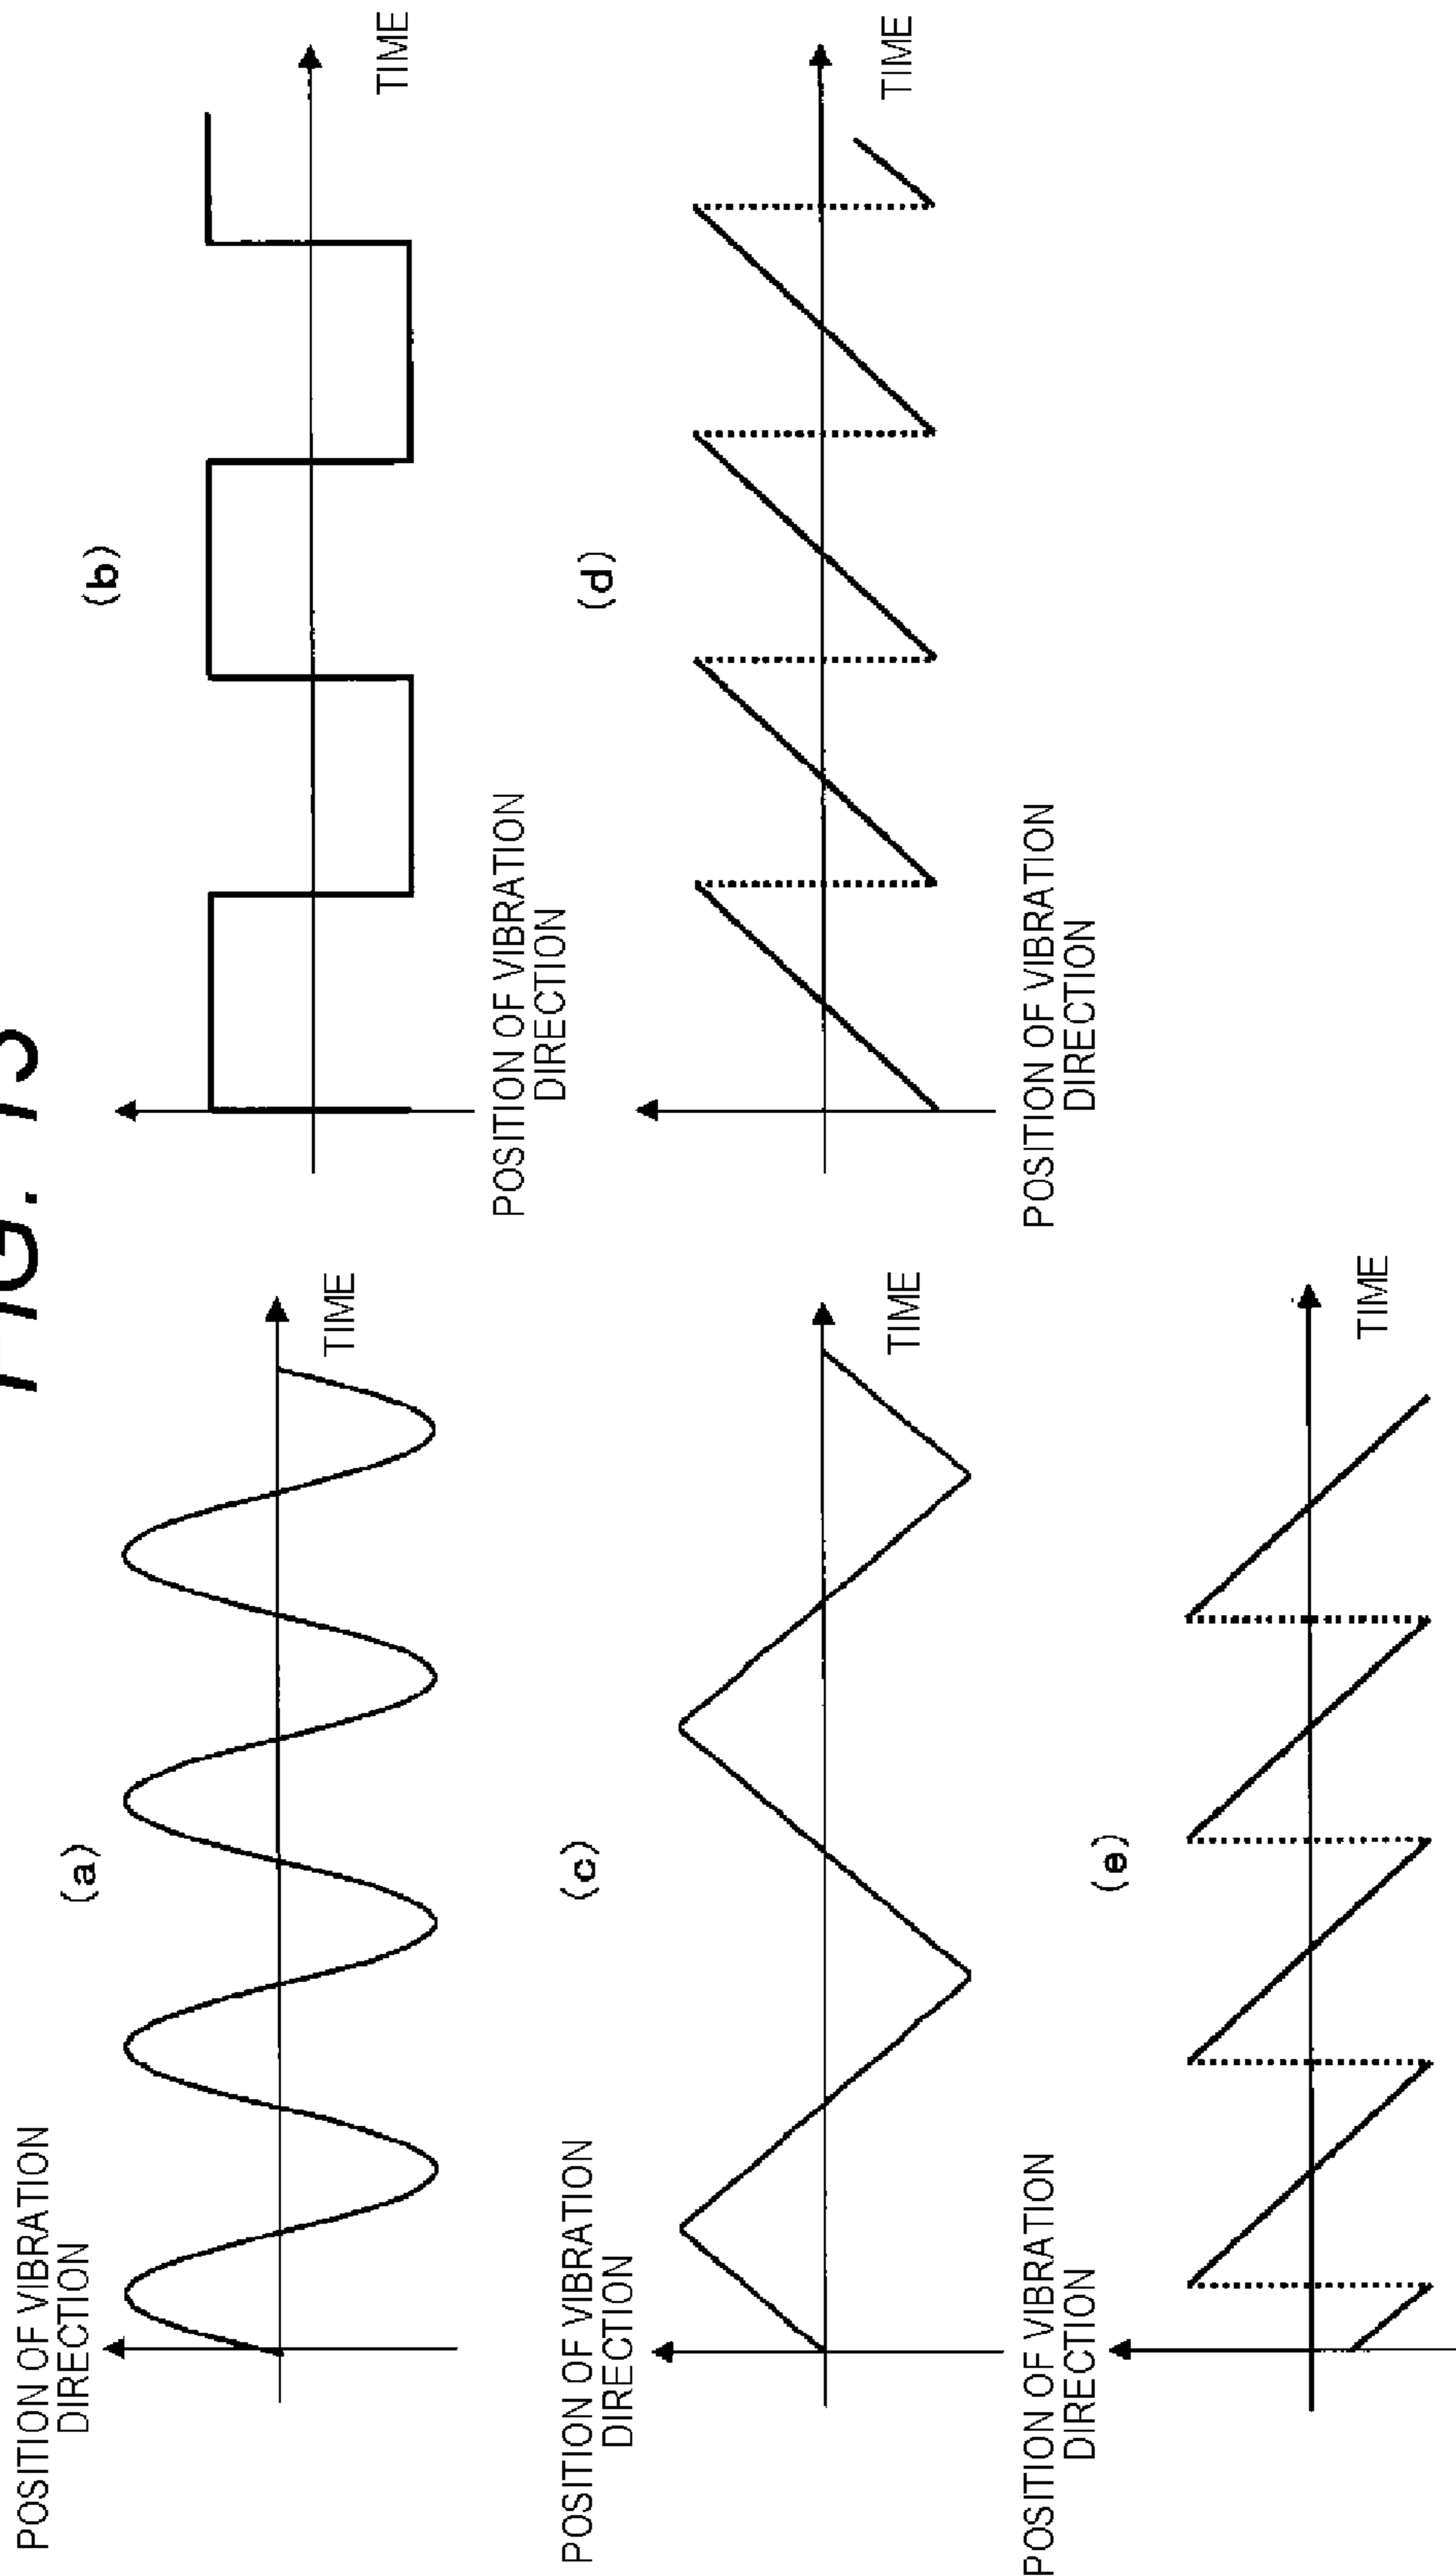 FIG.
(a)
POSITION OF VIBRATION
DIRECTION
TIME
(b)
TIME
POSITION OF VIBRATION
DIRECTION
(c)
POSITION OF VIBRATION
DIRECTION
TIME
(d)
TIME
POSITION OF VIBRATION
DIRECTION
(e)
POSITION OF VIBRATION
DIRECTION
TIME